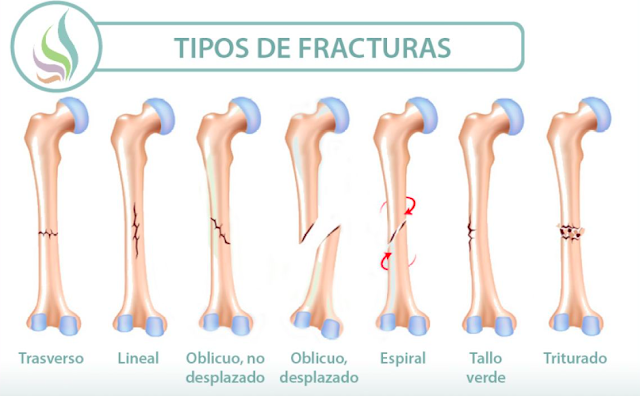 TIPOS DE FRACTURAS
Trasverso
Lineal
Oblicuo, no
desplazado
Oblicuo,
desplazado
Espiral
Tallo
verde
Triturado